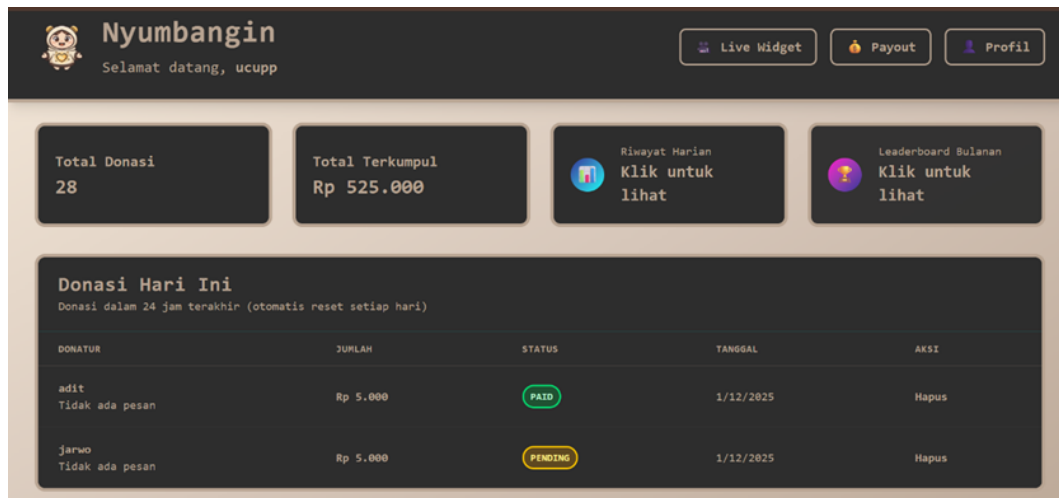 Nyumbangin
Selamat datang, ucupp
Live Widget
Payout
Profil
Total Donasi
28
Total Terkumpul
Rp 525.000
Riwayat Harian
Klik untuk
lihat
Leaderboard Bulanan
Klik untuk
lihat
Donasi Hari Ini
Donasi dalam 24 jam terakhir (otomatis reset setiap hari)
DONATUR JUMLAH STATUS TANGGAL AKSI
adit
Tidak ada pesan
Rp 5.000 PAID 1/12/2025 Hapus
jarwo
Tidak ada pesan
Rp 5.000 PENDING 1/12/2025 Hapus